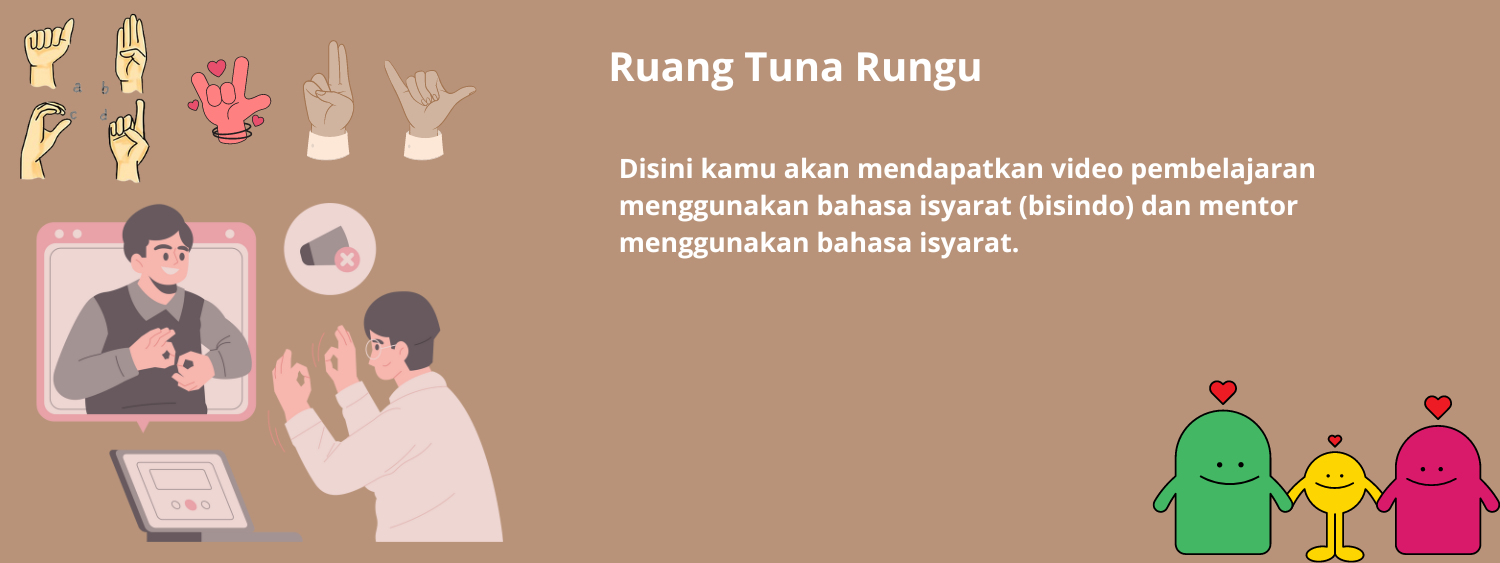 a b
c d
Ruang Tuna Rungu
Disini kamu akan mendapatkan video pembelajaran
menggunakan bahasa isyarat (bisindo) dan mentor
menggunakan bahasa isyarat.